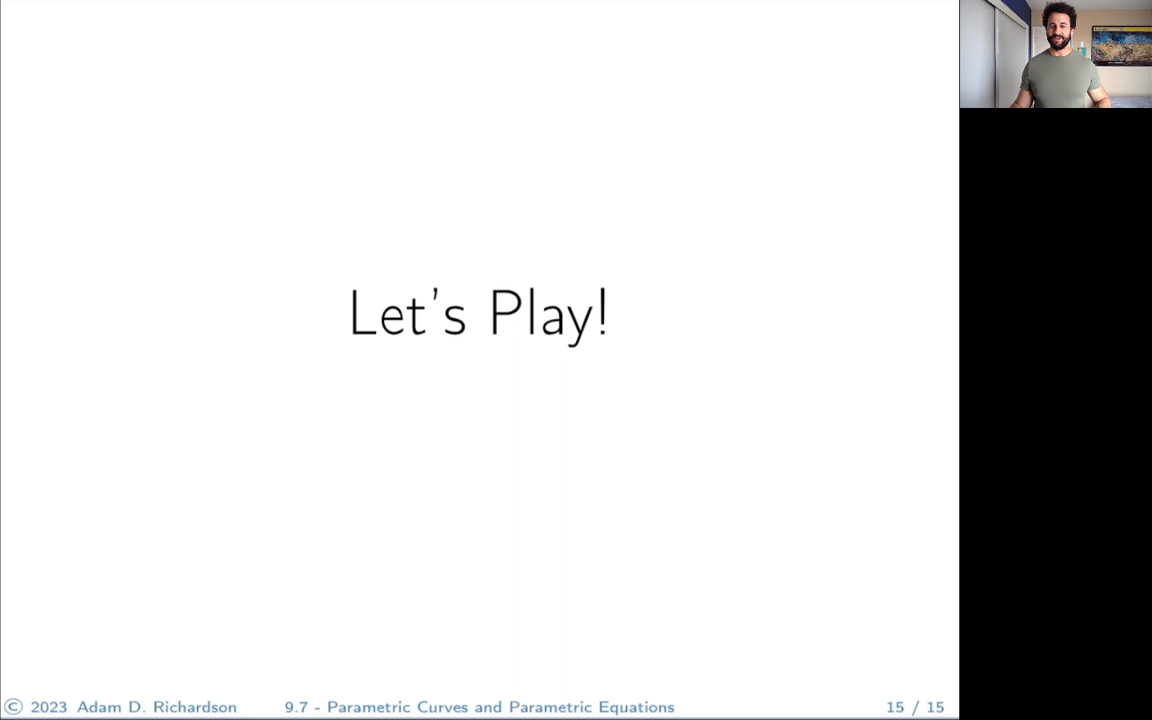 Let's Play!
© 2023 Adam D. Richardson 9.7 - Parametric Curves and Parametric Equations 15 / 15